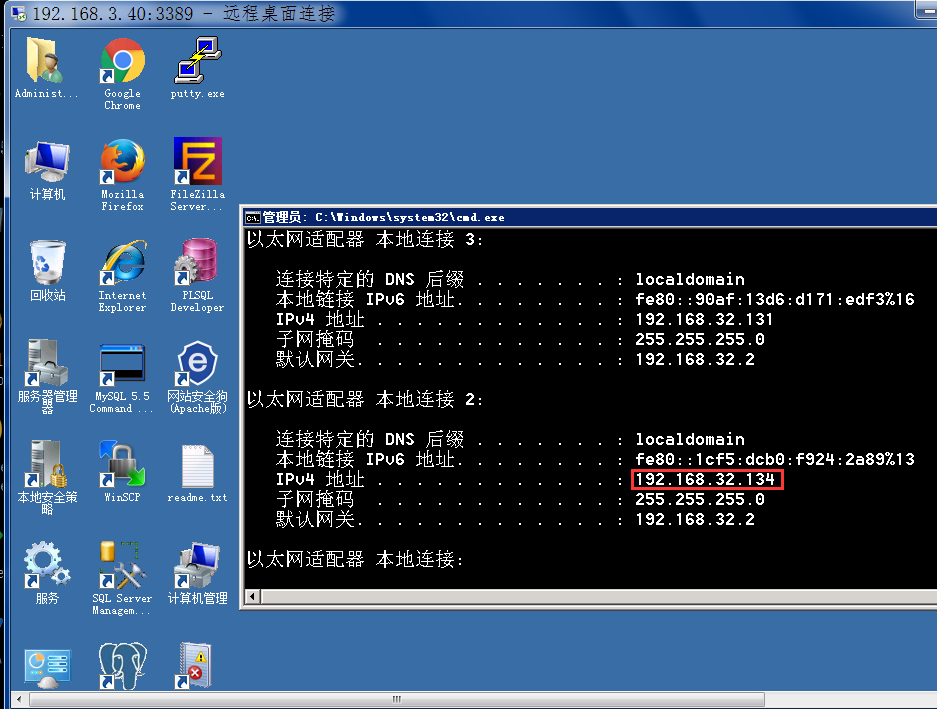 192.168.3.40:3389 - 远程桌面连接
Administ...
Google
Chrome
putty.exe
计算机
Mozilla
Firefox
FileZilla
Server...
回收站
Internet
Explorer
PLSQL
Developer
服务器管理
器
MySQL 5.5
Command ...
网站安全狗
(Apache版)
本地安全策
略
WinSCP
readme.txt
服务
SQL Server
Managem...
计算机管理
管理员: C:\Windows\system32\cmd.exe
以太网适配器 本地连接 3:
连接特定的 DNS 后缀 . . . . . . . : localdomain
本地链接 IPv6 地址. . . . . . . . : fe80::90af:13d6:d171:edf3%16
IPv4 地址 . . . . . . . . . . . . : 192.168.32.131
子网掩码 . . . . . . . . . . . . : 255.255.255.0
默认网关. . . . . . . . . . . . . : 192.168.32.2
以太网适配器 本地连接 2:
连接特定的 DNS 后缀 . . . . . . . : localdomain
本地链接 IPv6 地址. . . . . . . . : fe80::1cf5:dcb0:f924:2a89%13
IPv4 地址 . . . . . . . . . . . . : 192.168.32.134
子网掩码 . . . . . . . . . . . . : 255.255.255.0
默认网关. . . . . . . . . . . . . : 192.168.32.2
以太网适配器 本地连接: